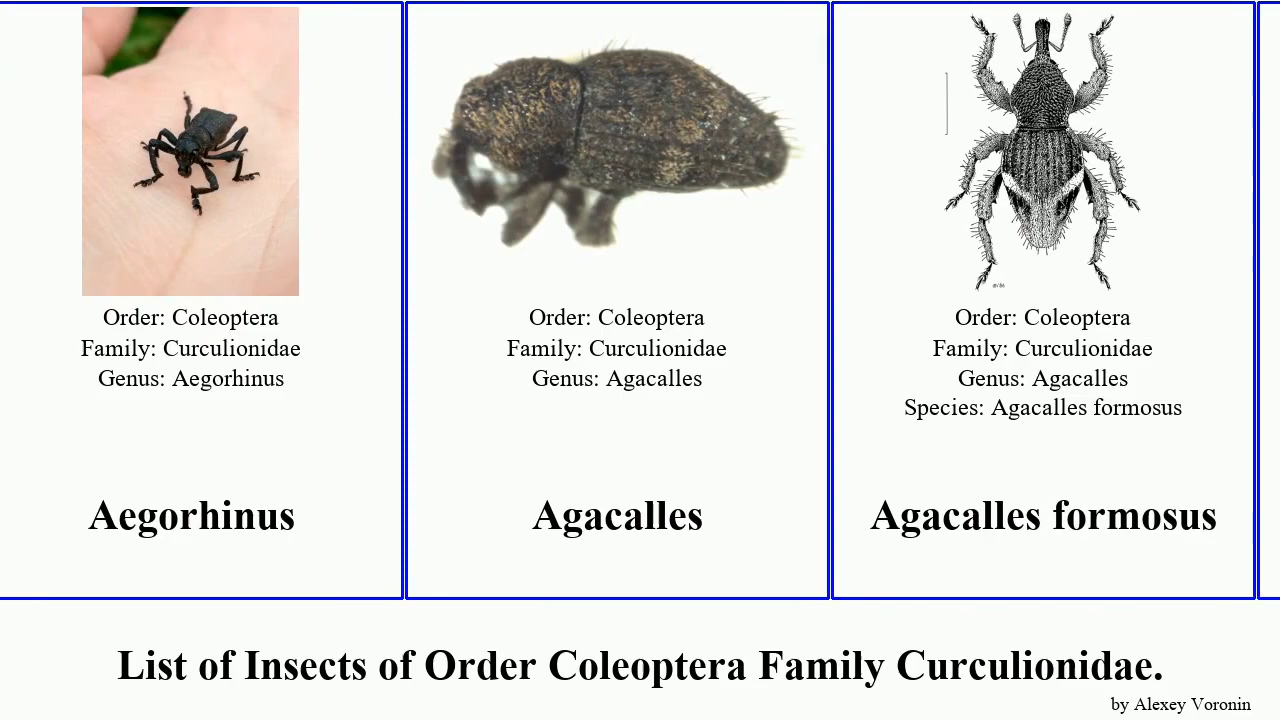 Order: Coleoptera
Family: Curculionidae
Genus: Aegorhinus
Aegorhinus
Order: Coleoptera
Family: Curculionidae
Genus: Agacalles
Agacalles
Order: Coleoptera
Family: Curculionidae
Genus: Agacalles
Species: Agacalles formosus
Agacalles formosus
List of Insects of Order Coleoptera Family Curculionidae.
by Alexey Voronin